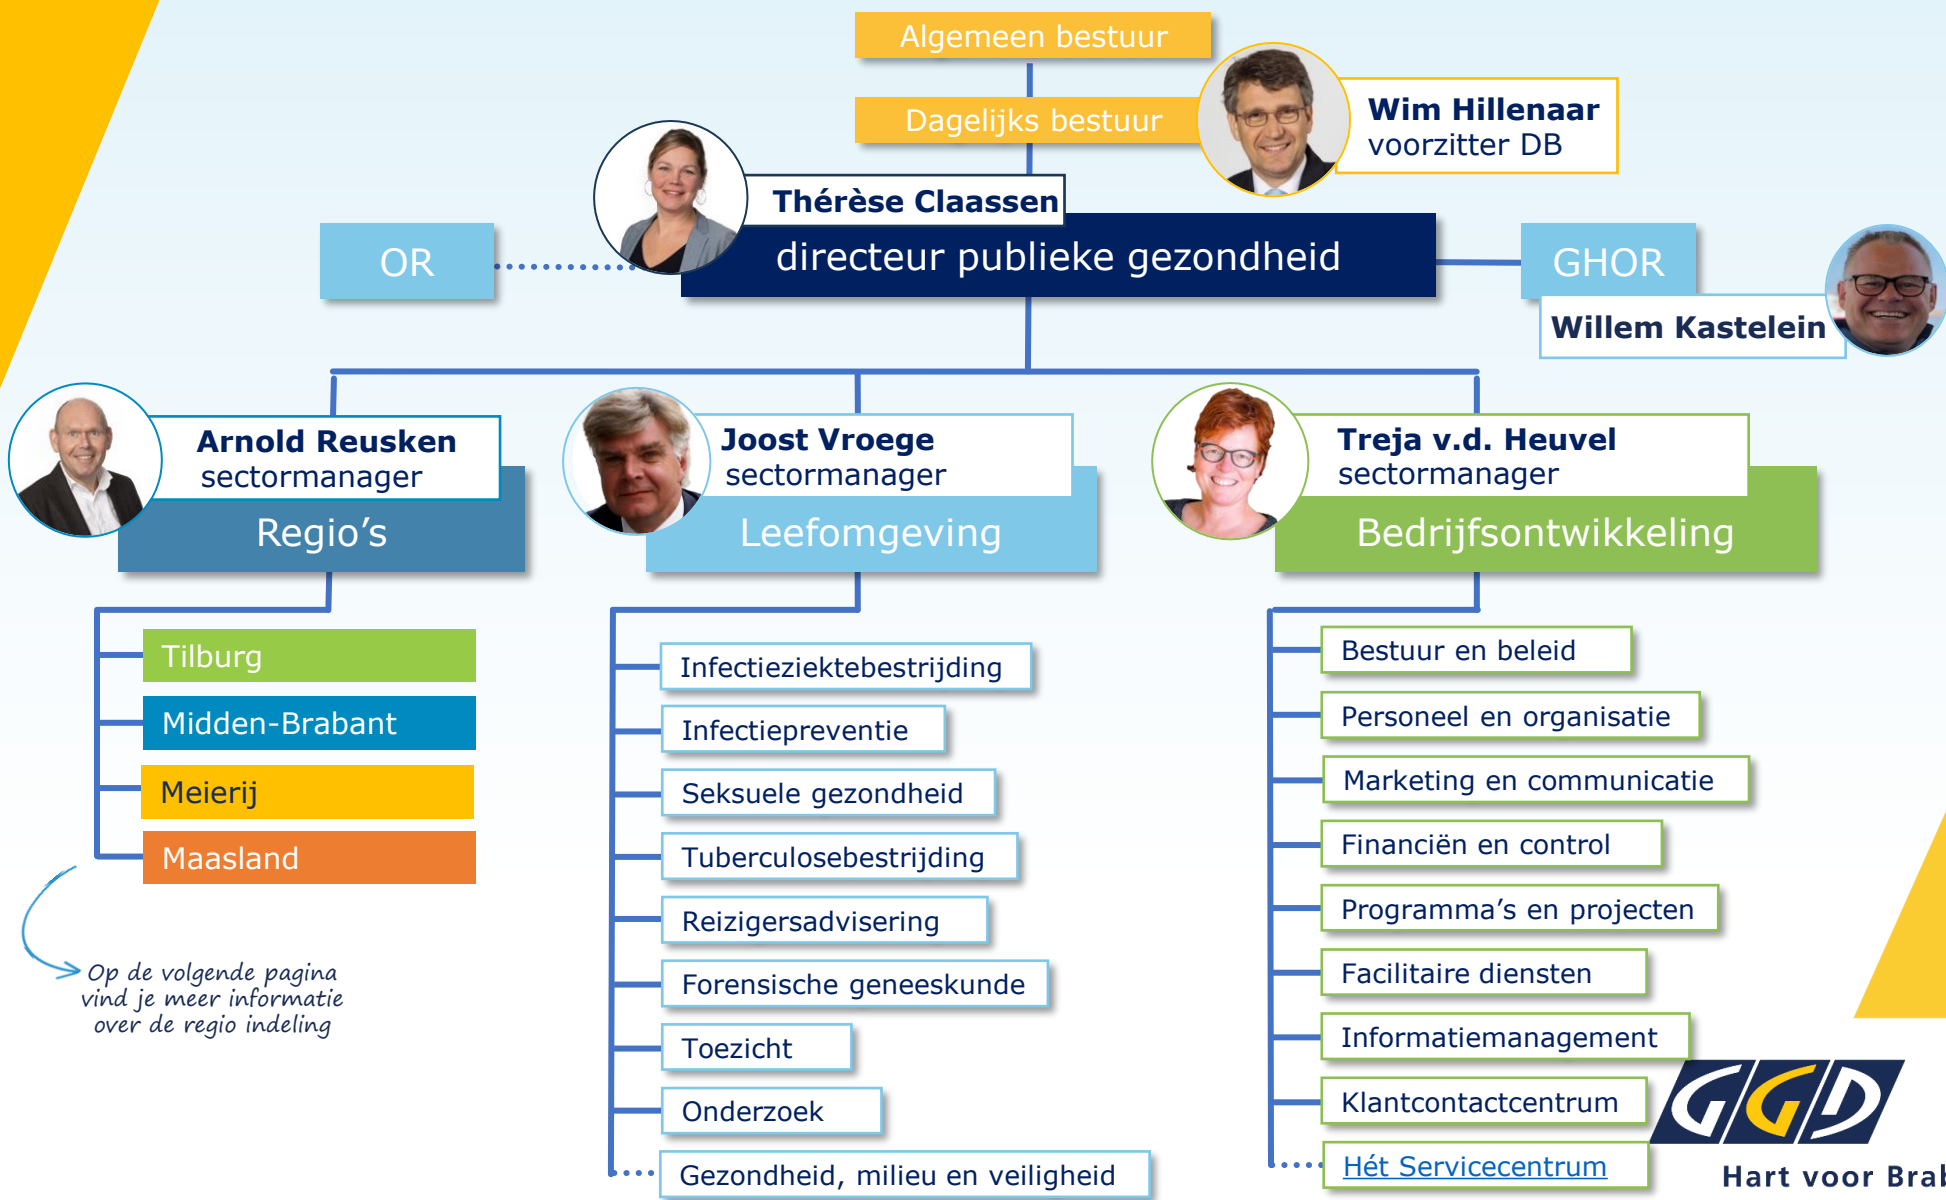 Algemeen bestuur
Dagelijks bestuur
Wim Hillenaar
voorzitter DB
Thérèse Claassen
directeur publieke gezondheid
OR
GHOR
Willem Kastelein
Arnold Reusken
sectormanager
Regio's
Joost Vroege
sectormanager
Leefomgeving
Treja v.d. Heuvel
sectormanager
Bedrijfsontwikkeling
Tilburg
Midden-Brabant
Meierij
Maasland
Op de volgende pagina
vind je meer informatie
over de regio indeling
Infectieziektebestrijding
Infectiepreventie
Seksuele gezondheid
Tuberculosebestrijding
Reizigersadvisering
Forensische geneeskunde
Toezicht
Onderzoek
Gezondheid, milieu en veiligheid
Bestuur en beleid
Personeel en organisatie
Marketing en communicatie
Financiën en control
Programma's en projecten
Facilitaire diensten
Informatiemanagement
Klantcontactcentrum
Hét Servicecentrum
GGD
Hart voor Brab